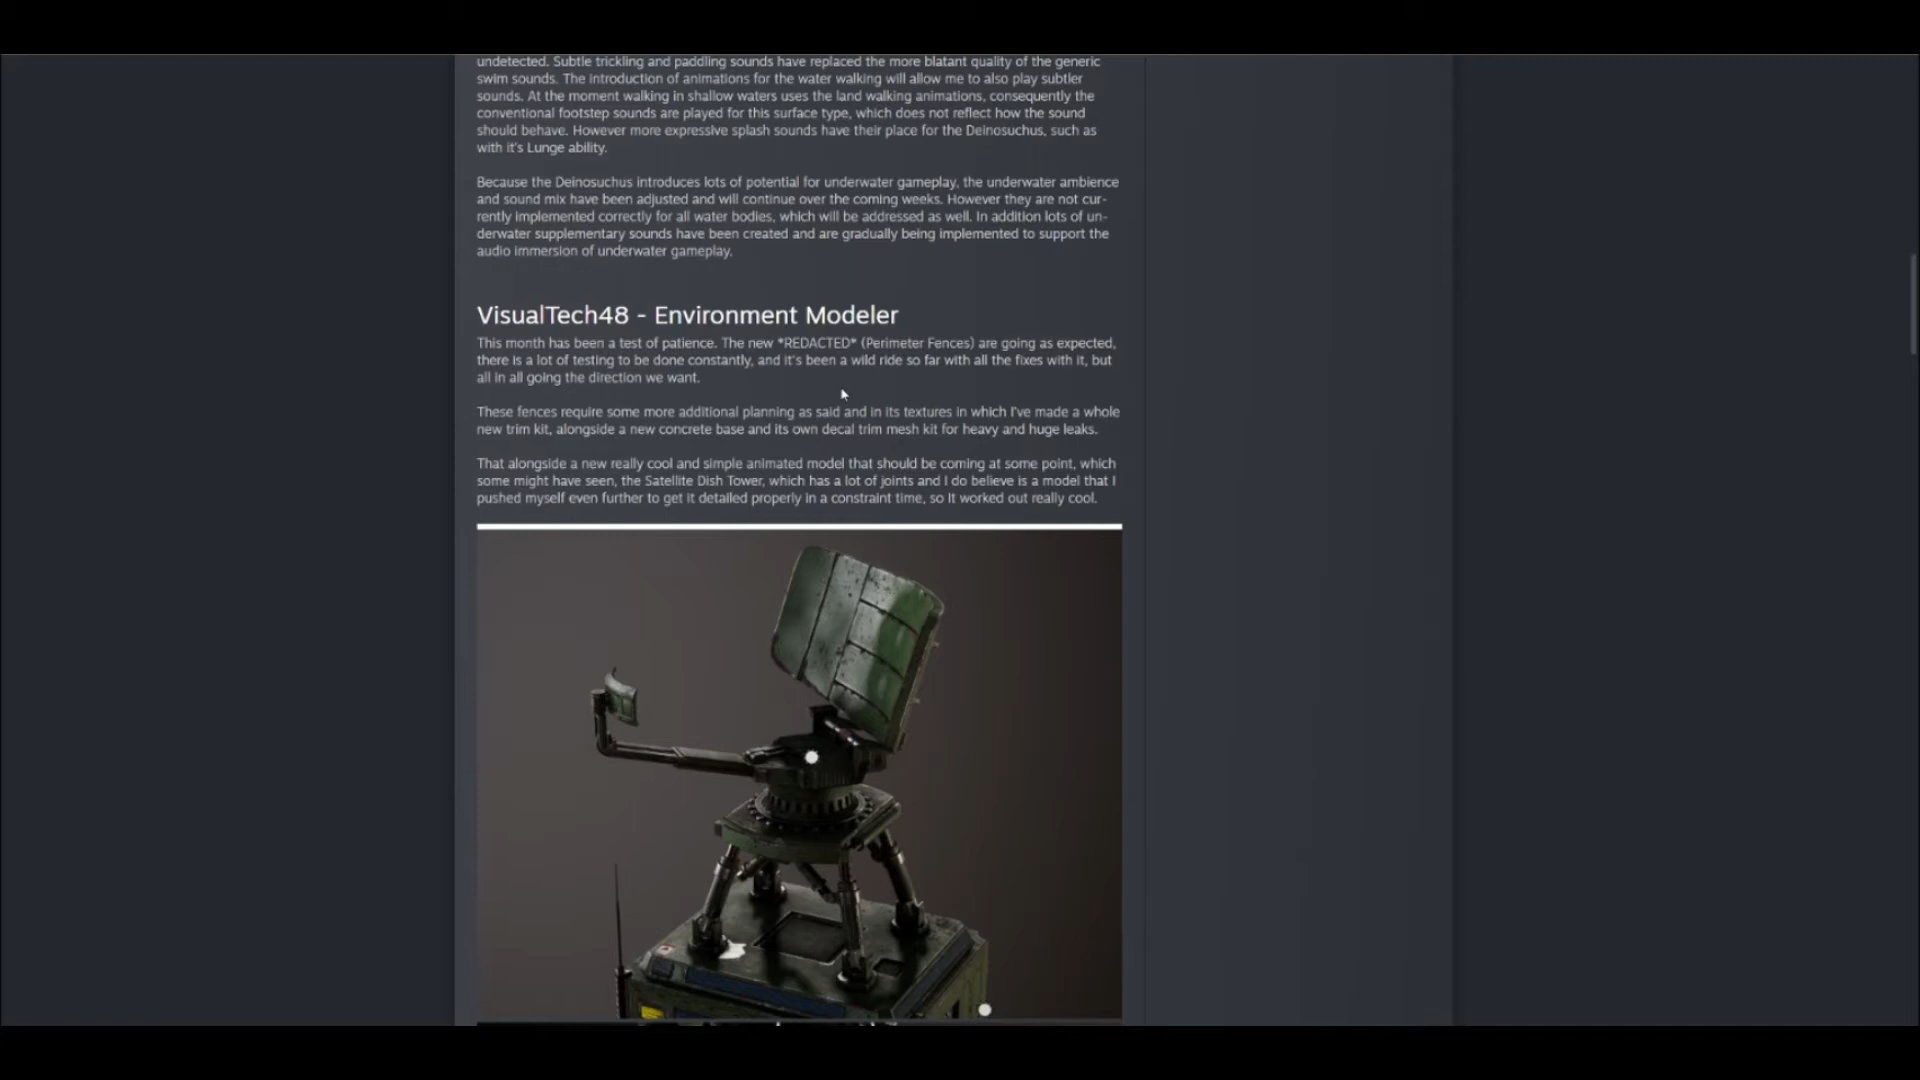 undetected. Subtle trickling and paddling sounds have replaced the more blatant quality of the generic
swim sounds. The introduction of animations for the water walking will allow me to also play subtler
sounds. At the moment walking in shallow waters uses the land walking animations, consequently the
conventional footstep sounds are played for this surface type, which does not reflect how the sound
should behave. However more expressive splash sounds have their place for the Deinosuchus, such as
with it's Lunge ability.
Because the Deinosuchus introduces lots of potential for underwater gameplay, the underwater ambience
and sound mix have been adjusted and will continue over the coming weeks. However they are not cur-
rently implemented correctly for all water bodies, which will be addressed as well. In addition lots of un-
derwater supplementary sounds have been created and are gradually being implemented to support the
audio immersion of underwater gameplay.
VisualTech48 - Environment Modeler
This month has been a test of patience. The new *REDACTED* (Perimeter Fences) are going as expected,
there is a lot of testing to be done constantly, and it's been a wild ride so far with all the fixes with it, but
all in all going the direction we want.
These fences require some more additional planning as said and in its textures in which I've made a whole
new trim kit, alongside a new concrete base and its own decal trim mesh kit for heavy and huge leaks.
That alongside a new really cool and simple animated model that should be coming at some point, which
some might have seen, the Satellite Dish Tower, which has a lot of joints and I do believe is a model that I
pushed myself even further to get it detailed properly in a constraint time, so It worked out really cool.